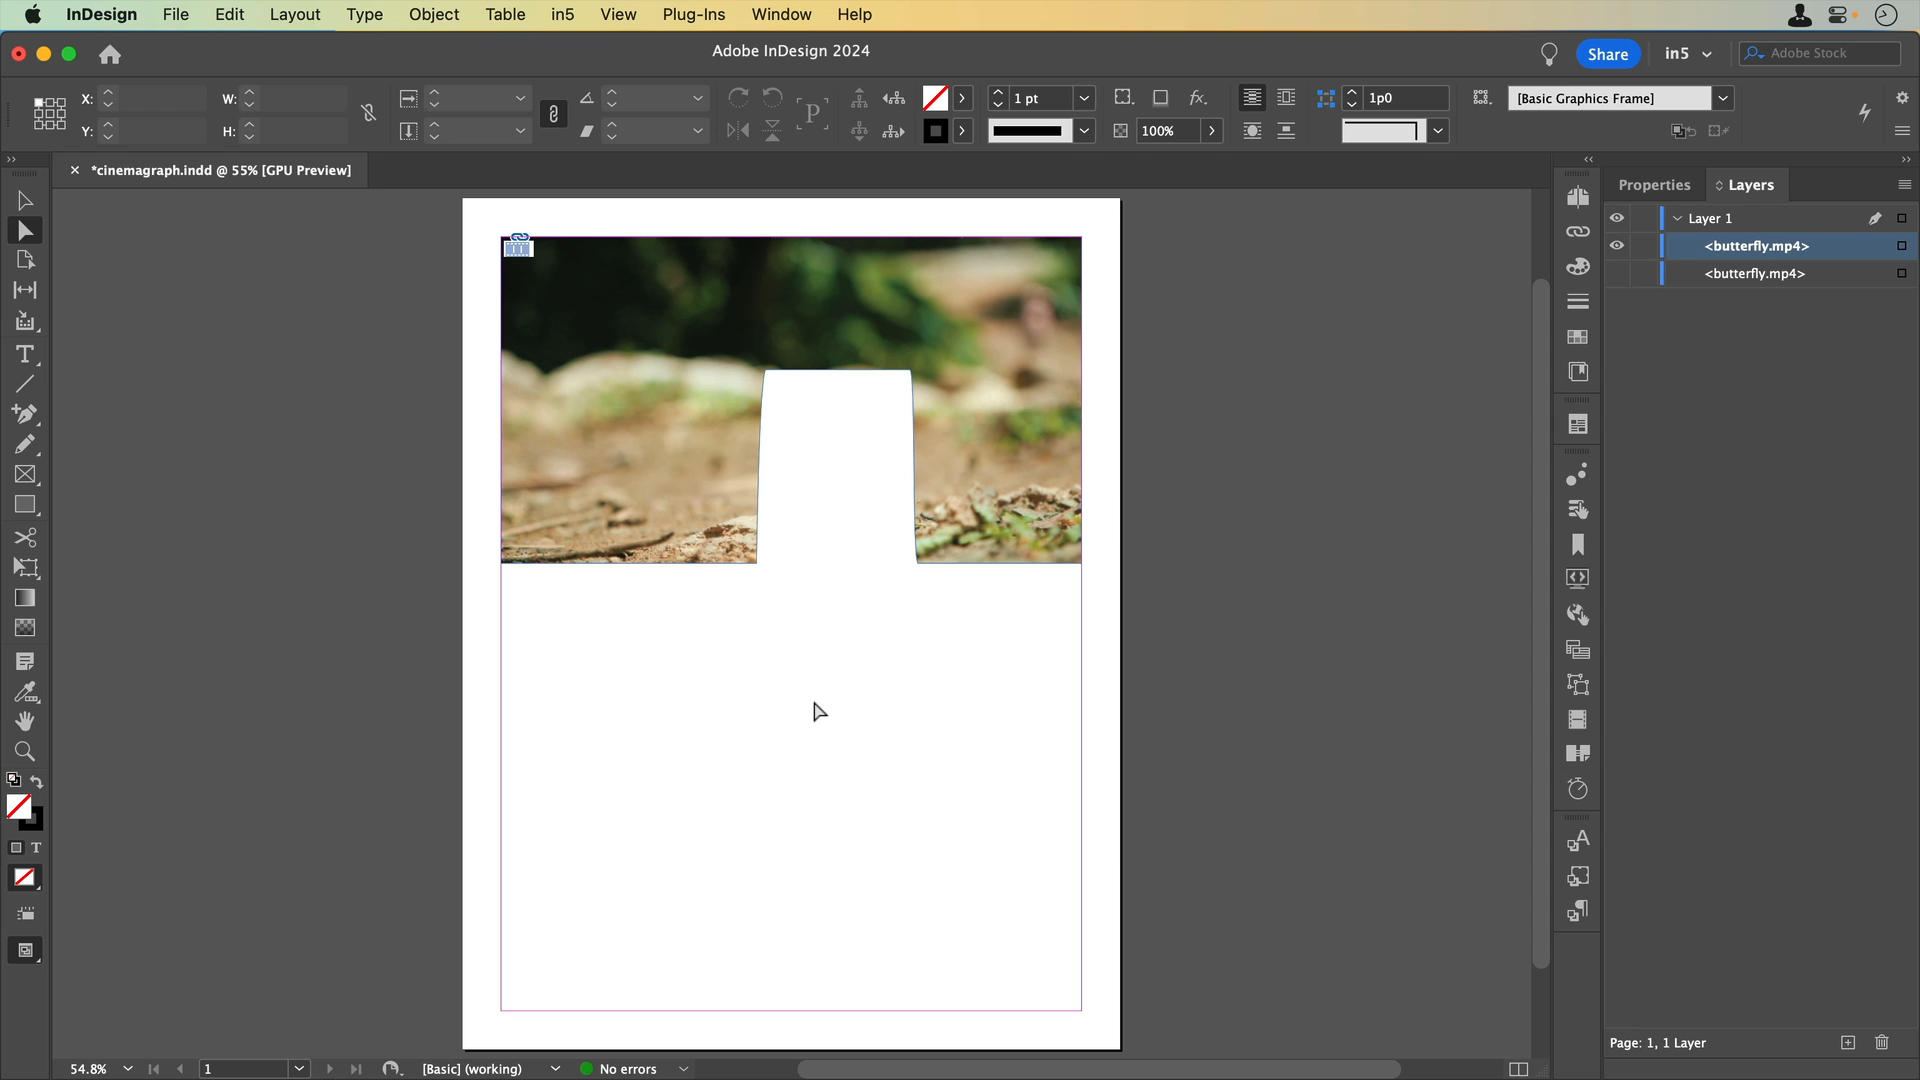 InDesign File Edit Layout Type Object Table in5 View Plug-Ins Window Help
Adobe InDesign 2024
Share
in5
Adobe Stock
X:
W:
1 pt
1p0
[Basic Graphics Frame]
Y:
H:
100%
× *cinemagraph.indd @ 55% [GPU Preview]
Properties
Layers
Layer 1
<butterfly.mp4>
<butterfly.mp4>
Page: 1, 1 Layer
54.8%
1
[Basic] (working)
No errors